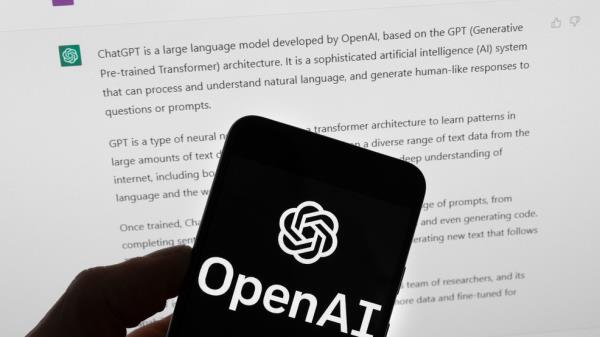 ChatGPT is a large language model developed by OpenAI, based on the GPT (Generative
Pre-trained Transformer) architecture. It is a sophisticated artificial intelligence (AI) system
that can process and understand natural language, and generate human-like responses to
questions or prompts.
GPT is a type of neural a transformer architecture to learn patterns in
large amounts of text a diverse range of text data from the
internet, including deep understanding of
language and the
Once trained, of prompts, from
completing and even generating code.
new text that follows
team of researchers, and its
more data and fine-tuned for
OpenAI